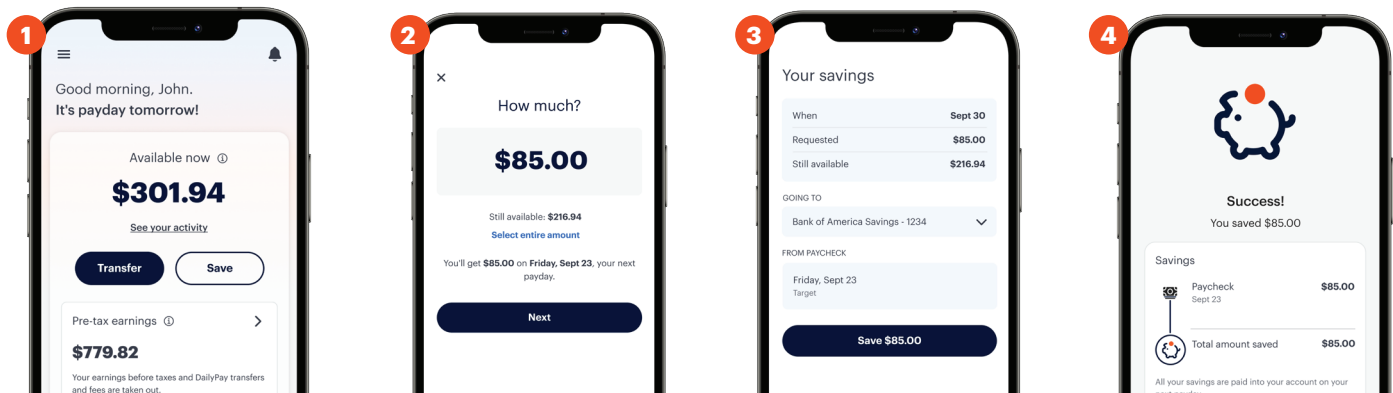 1
Good morning, John.
It's payday tomorrow!
Available now
$301.94
See your activity
Transfer
Save
Pre-tax earnings
$779.82
Your earnings before taxes and DailyPay transfers
and fees are taken out.
2
How much?
$85.00
Still available: $216.94
Select entire amount
You'll get $85.00 on Friday, Sept 23, your next
payday.
Next
3
Your savings
When Sept 30
Requested $85.00
Still available $216.94
GOING TO
Bank of America Savings - 1234
FROM PAYCHECK
Friday, Sept 23
Target
Save $85.00
4
Success!
You saved $85.00
Savings
Paycheck $85.00
Sept 23
Total amount saved $85.00
All your savings are paid into your account on your